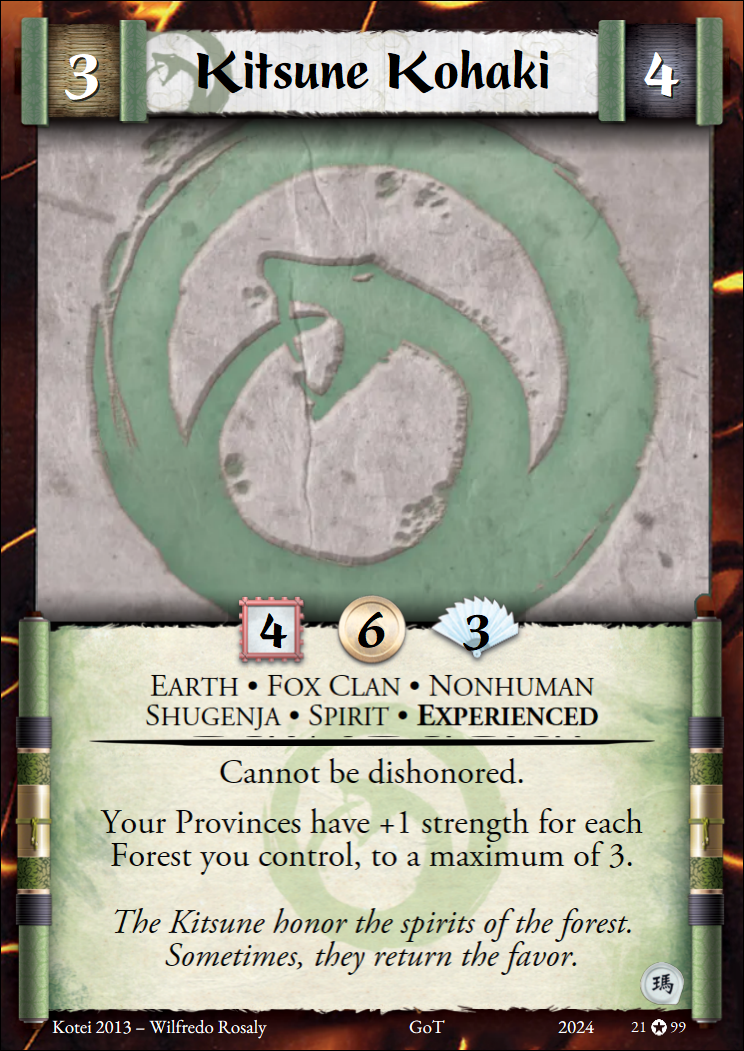 3 Kitsune Kohaki 4
4 6 3
EARTH • FOX CLAN • NONHUMAN
SHUGENJA • SPIRIT • EXPERIENCED
Cannot be dishonored.
Your Provinces have +1 strength for each
Forest you control, to a maximum of 3.
The Kitsune honor the spirits of the forest.
Sometimes, they return the favor.
瑪
Kotei 2013 – Wilfredo Rosaly GoT 2024 21 ✪ 99